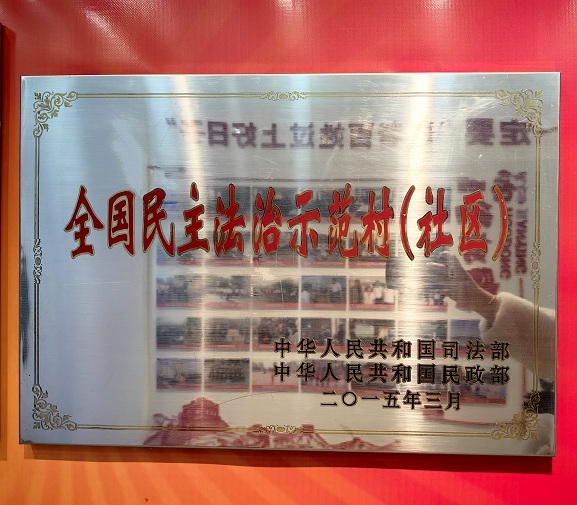 全国民主法治示范村(社区)
中华人民共和国司法部
中华人民共和国民政部
二〇一五年三月